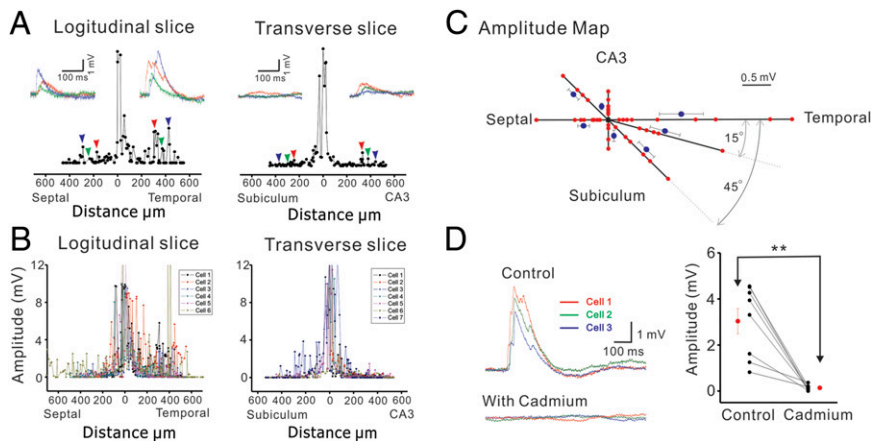 A
Logitudinal slice
Transverse slice
100 ms
1 mV
100 ms
1 mV
600 400 200 0 200 400 600
Septal
Temporal
Distance µm
600 400 200 0 200 400 600
Subiculum
CA3
Distance µm
B
Logitudinal slice
Transverse slice
Amplitude (mV)
12
8
4
0
Cell 1
Cell 2
Cell 3
Cell 4
Cell 5
Cell 6
600 400 200 0 200 400 600
Septal
Temporal
Distance µm
12
8
4
0
Cell 1
Cell 2
Cell 3
Cell 4
Cell 5
Cell 6
Cell 7
600 400 200 0 200 400 600
Subiculum
CA3
Distance µm
C
Amplitude Map
CA3
0.5 mV
Septal
Temporal
15°
45°
Subiculum
D
Control
Cell 1
Cell 2
Cell 3
1 mV
100 ms
With Cadmium
Amplitude (mV)
6
4
2
0
**
Control
Cadmium